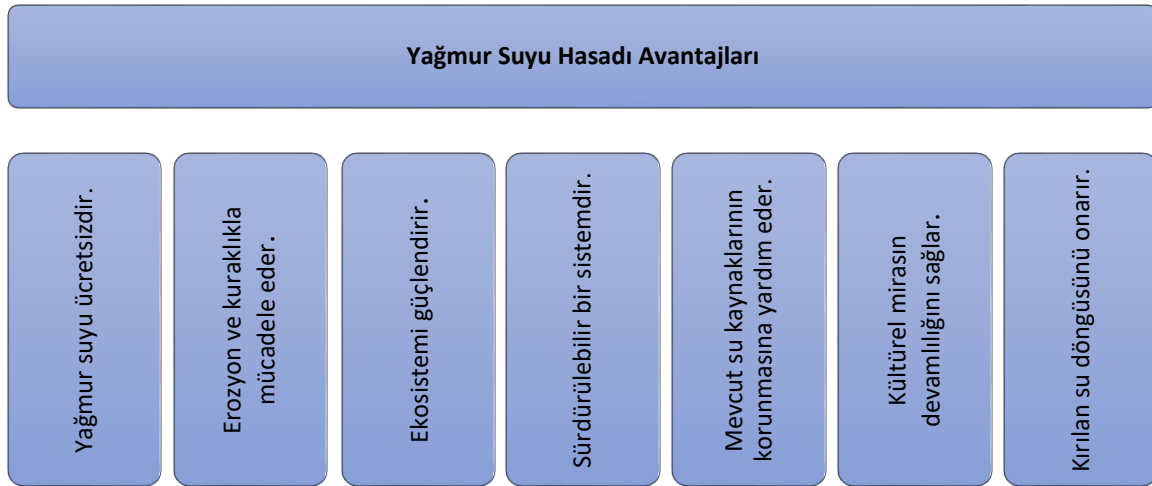 Yağmur Suyu Hasadı Avantajları
Yağmur suyu ücretsizdir.
Erozyon ve kuraklıkla
mücadele eder.
Ekosistemi güçlendirir.
Sürdürülebilir bir sistemdir.
Mevcut su kaynaklarının
korunmasına yardım eder.
Kültürel mirasın
devamlılığını sağlar.
Kırılan su döngüsünü onarır.